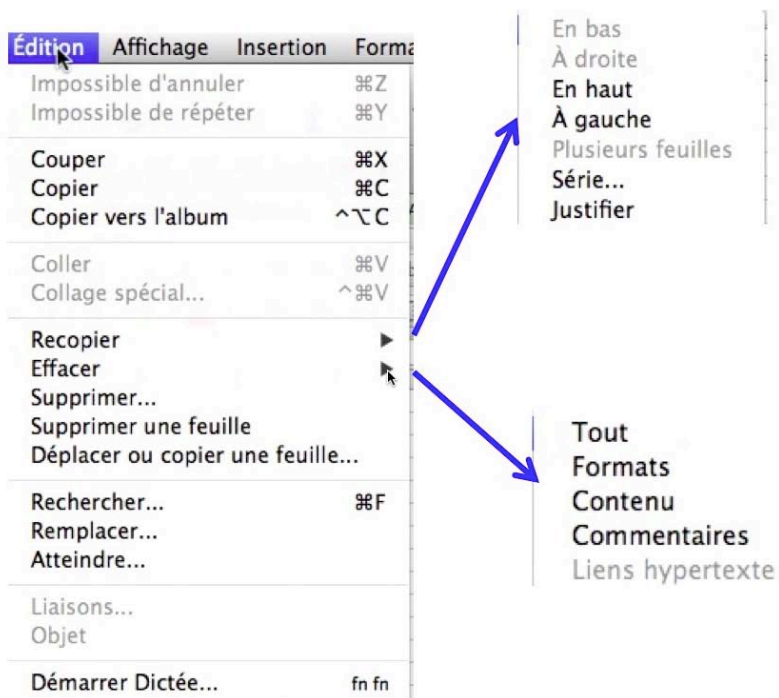 Édition Affichage Insertion Forma
Impossible d'annuler ⌘Z
Impossible de répéter ⌘Y
Couper ⌘X
Copier ⌘C
Copier vers l'album ^⌥C
Coller ⌘V
Collage spécial... ^⌘V
Recopier ▶
Effacer ▶
Supprimer...
Supprimer une feuille
Déplacer ou copier une feuille...
Rechercher... ⌘F
Remplacer...
Atteindre...
Liaisons...
Objet
Démarrer Dictée... fn fn
En bas
À droite
En haut
À gauche
Plusieurs feuilles
Série...
Justifier
Tout
Formats
Contenu
Commentaires
Liens hypertexte